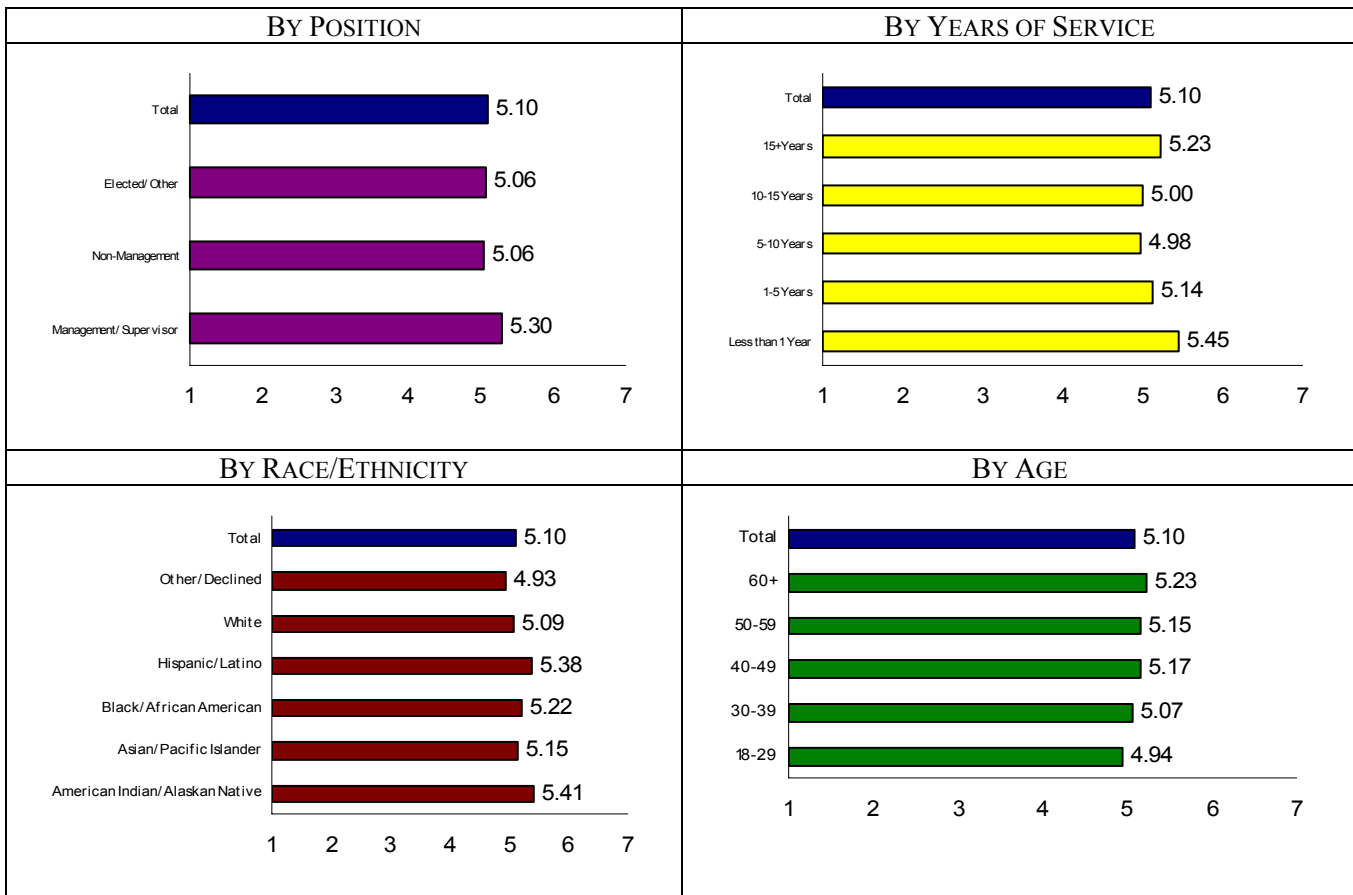 BY POSITION
Total 5.10
Elected/Other 5.06
Non-Management 5.06
Management/Supervisor 5.30
1 2 3 4 5 6 7
BY YEARS OF SERVICE
Total 5.10
15+Years 5.23
10-15 Years 5.00
5-10 Years 4.98
1-5 Years 5.14
Less than 1 Year 5.45
1 2 3 4 5 6 7
BY RACE/ETHNICITY
Total 5.10
Other/Declined 4.93
White 5.09
Hispanic/Latino 5.38
Black/African American 5.22
Asian/Pacific Islander 5.15
American Indian/Alaskan Native 5.41
1 2 3 4 5 6 7
BY AGE
Total 5.10
60+ 5.23
50-59 5.15
40-49 5.17
30-39 5.07
18-29 4.94
1 2 3 4 5 6 7